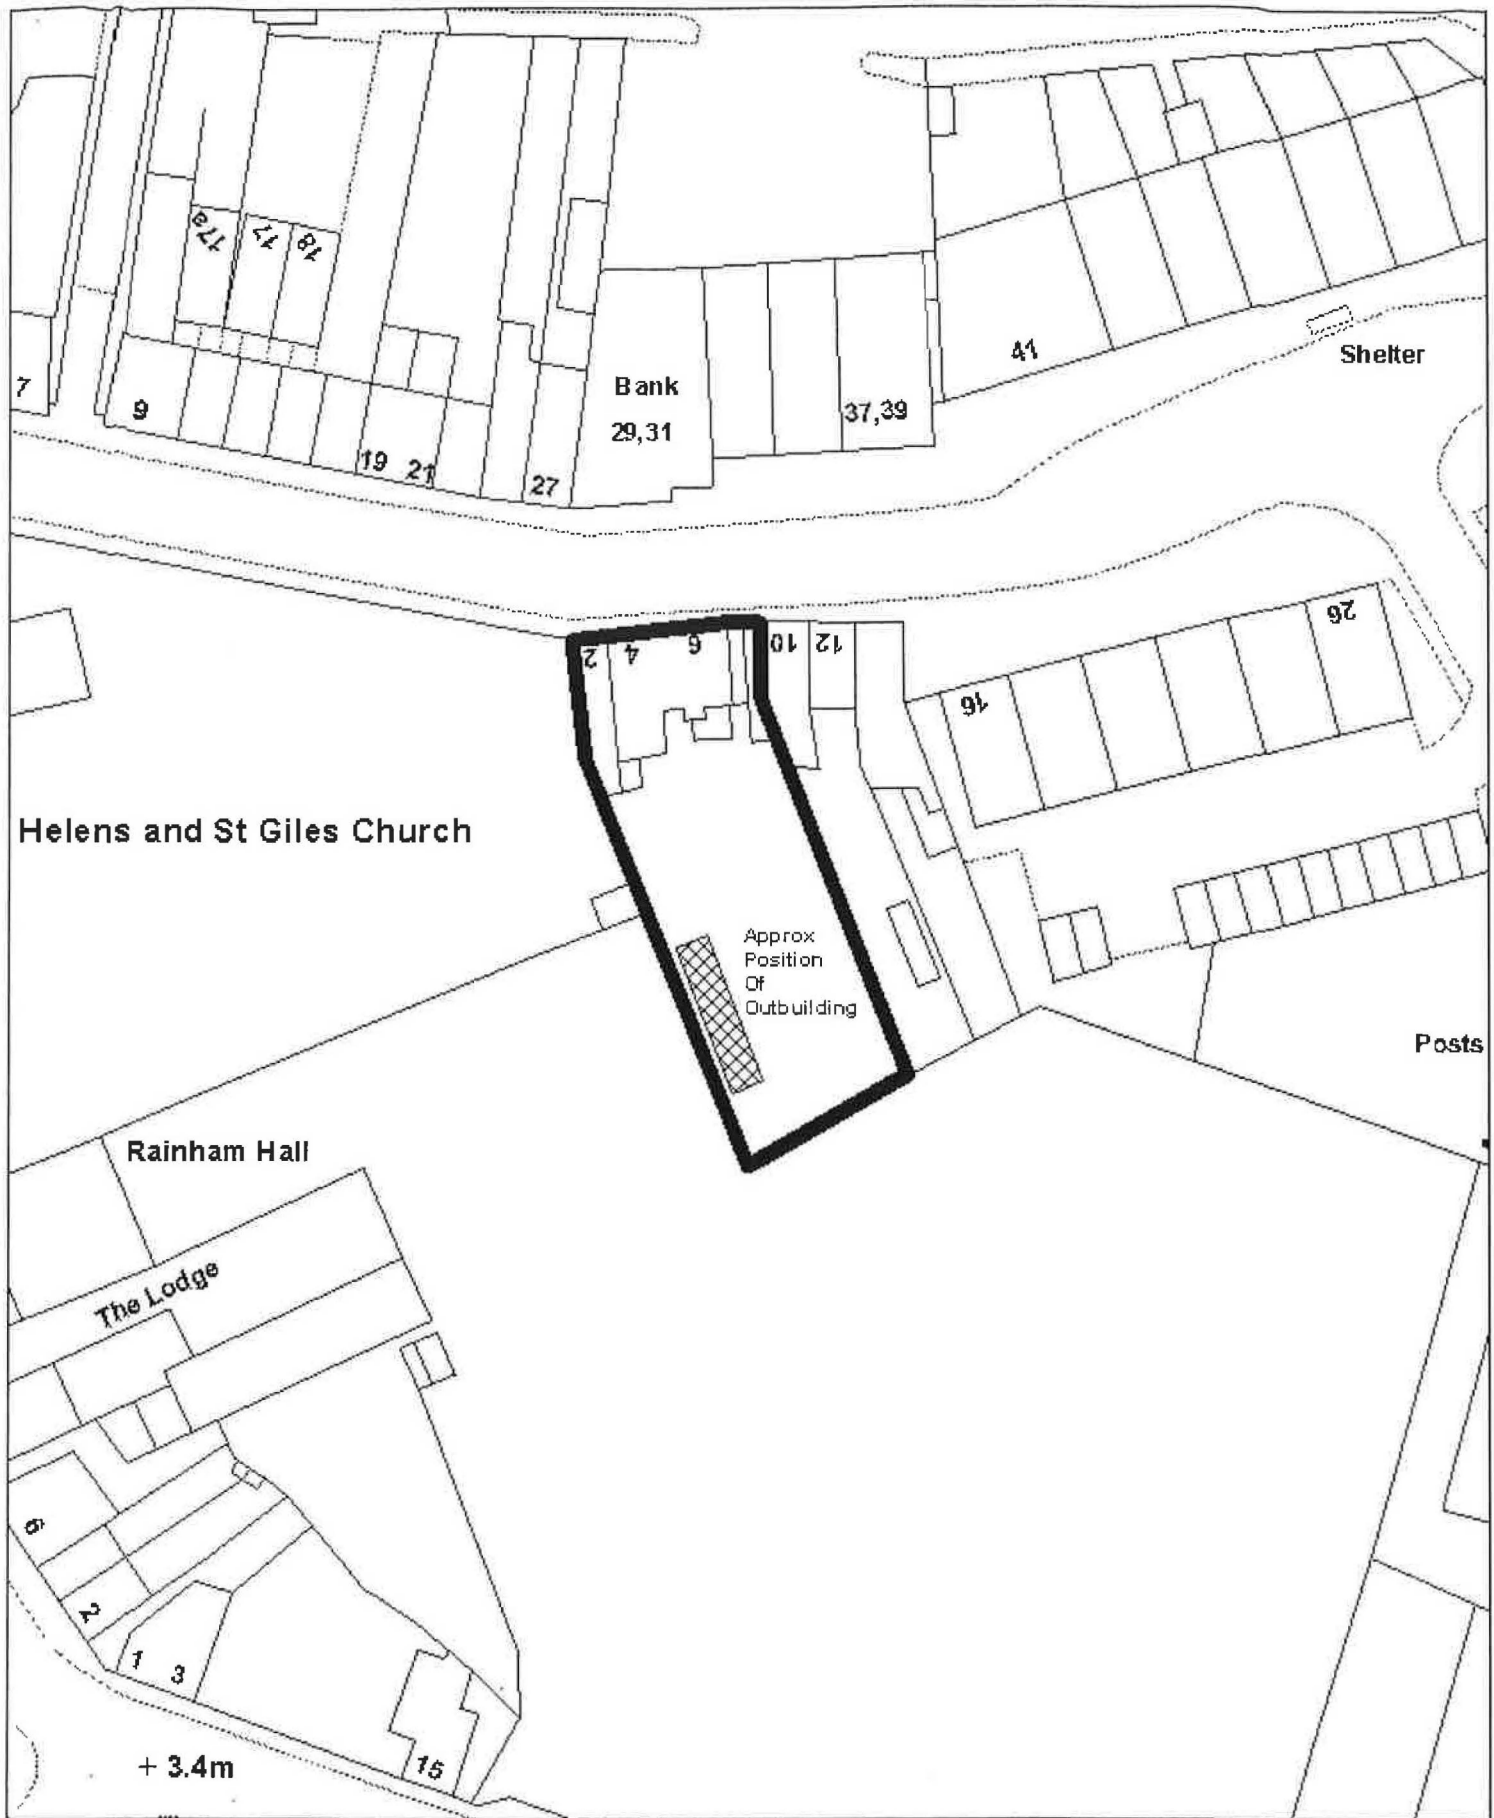 17a
17
18
7
9
19
21
27
Bank
29,31
37,39
41
Shelter
2
4
6
10
12
16
26
Helens and St Giles Church
Approx
Position
Of
Outbuilding
Posts
Rainham Hall
The Lodge
6
2
1
3
15
+ 3.4m